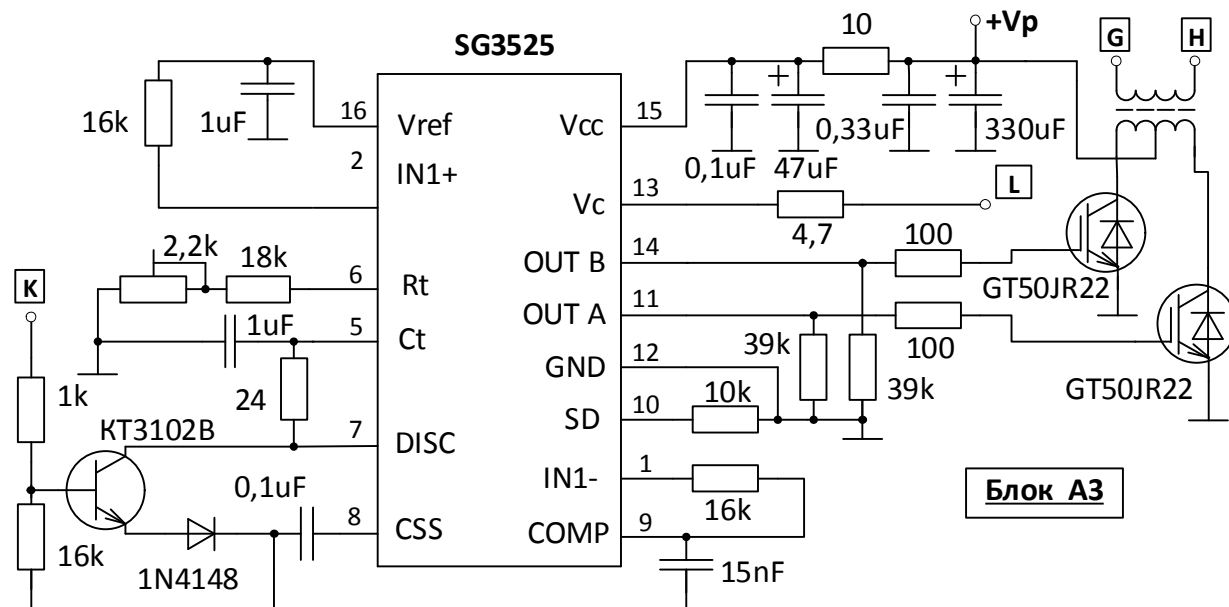 SG3525
10
+Vp
G
H
16k
1uF
16
Vref
Vcc
15
0,1uF
47uF
0,33uF
330uF
2
IN1+
Vc
13
4,7
L
2,2k
18k
6
Rt
OUT B
14
100
GT50JR22
K
1uF
5
Ct
OUT A
11
100
GND
12
39k
39k
GT50JR22
1k
24
SD
10
10k
КТ3102В
7
DISC
IN1-
1
16k
Блок А3
0,1uF
8
CSS
COMP
9
15nF
16k
1N4148